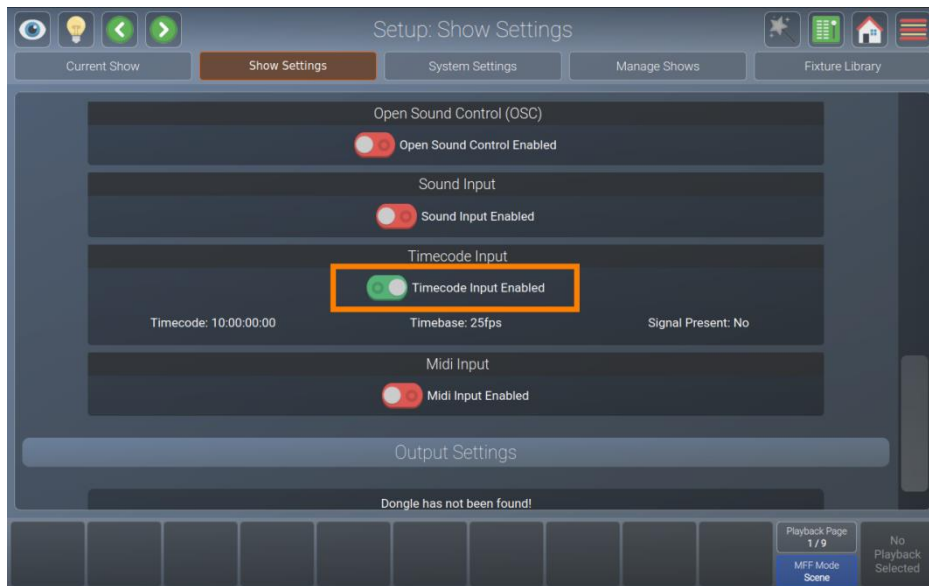 Setup: Show Settings
Current Show
Show Settings
System Settings
Manage Shows
Fixture Library
Open Sound Control (OSC)
Open Sound Control Enabled
Sound Input
Sound Input Enabled
Timecode Input
Timecode Input Enabled
Timecode: 10:00:00:00
Timebase: 25fps
Signal Present: No
Midi Input
Midi Input Enabled
Output Settings
Dongle has not been found!
Playback Page
1 / 9
MFF Mode
Scene
No
Playback
Selected